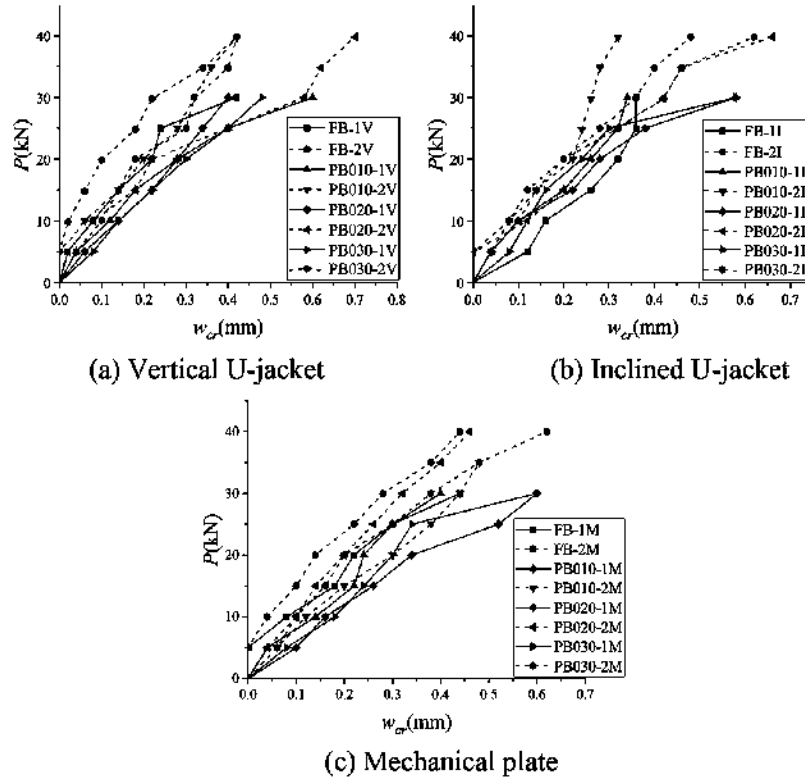 P(kN)
40
30
20
10
0
0.0 0.1 0.2 0.3 0.4 0.5 0.6 0.7 0.8
w_cr(mm)
FB-1V
FB-2V
PB010-1V
PB010-2V
PB020-1V
PB020-2V
PB030-1V
PB030-2V
(a) Vertical U-jacket
P(kN)
40
30
20
10
0
0.0 0.1 0.2 0.3 0.4 0.5 0.6 0.7
w_cr(mm)
FB-1I
FB-2I
PB010-1I
PB010-2I
PB020-1I
PB020-2I
PB030-1I
PB030-2I
(b) Inclined U-jacket
P(kN)
40
30
20
10
0
0.0 0.1 0.2 0.3 0.4 0.5 0.6 0.7
w_cr(mm)
FB-1M
FB-2M
PB010-1M
PB010-2M
PB020-1M
PB020-2M
PB030-1M
PB030-2M
(c) Mechanical plate